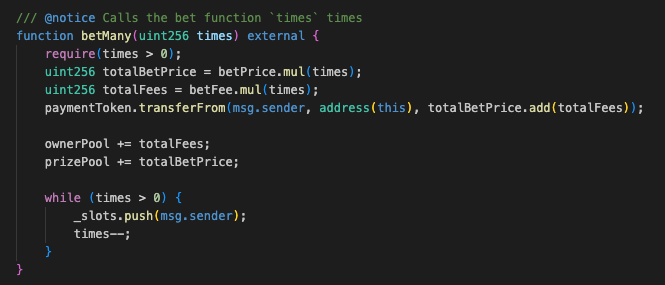 /// @notice Calls the bet function `times` times
function betMany(uint256 times) external {
    require(times > 0);
    uint256 totalBetPrice = betPrice.mul(times);
    uint256 totalFees = betFee.mul(times);
    paymentToken.transferFrom(msg.sender, address(this), totalBetPrice.add(totalFees));

    ownerPool += totalFees;
    prizePool += totalBetPrice;

    while (times > 0) {
        _slots.push(msg.sender);
        times--;
    }
}